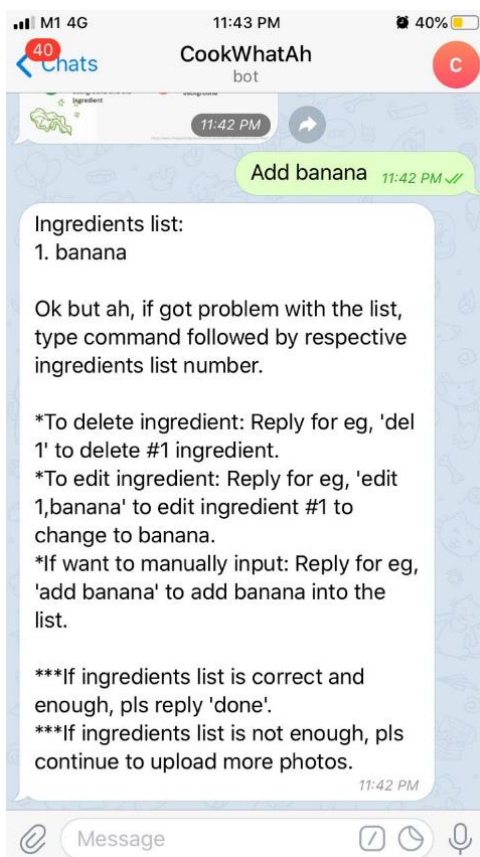 M1 4G 11:43 PM 40%
40
Chats CookWhatAh C
bot
ingredient
11:42 PM
Add banana 11:42 PM
Ingredients list:
1. banana
Ok but ah, if got problem with the list,
type command followed by respective
ingredients list number.
*To delete ingredient: Reply for eg, 'del
1' to delete #1 ingredient.
*To edit ingredient: Reply for eg, 'edit
1,banana' to edit ingredient #1 to
change to banana.
*If want to manually input: Reply for eg,
'add banana' to add banana into the
list.
***If ingredients list is correct and
enough, pls reply 'done'.
***If ingredients list is not enough, pls
continue to upload more photos.
11:42 PM
Message